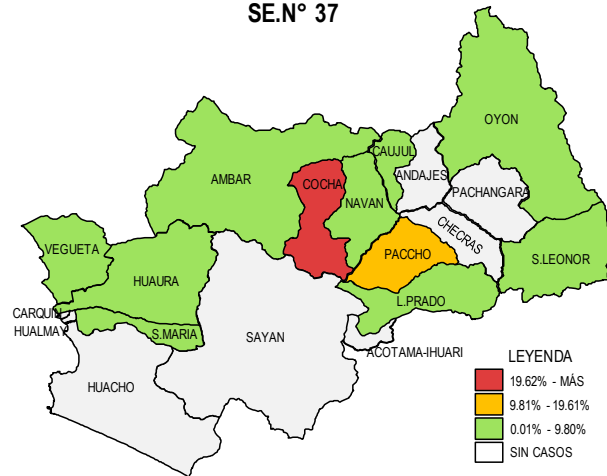 SE.N° 37
OYON
CAUJUL
ANDAJES
AMBAR
COCHA
PACHANGARA
NAVAN
CHECRAS
VEGUETA
PACCHO
S.LEONOR
HUAURA
L.PRADO
CARQUIN
HUALMAY
S.MARIA
SAYAN
ACOTAMA-IHUARI
HUACHO
LEYENDA
19.62% - MÁS
9.81% - 19.61%
0.01% - 9.80%
SIN CASOS